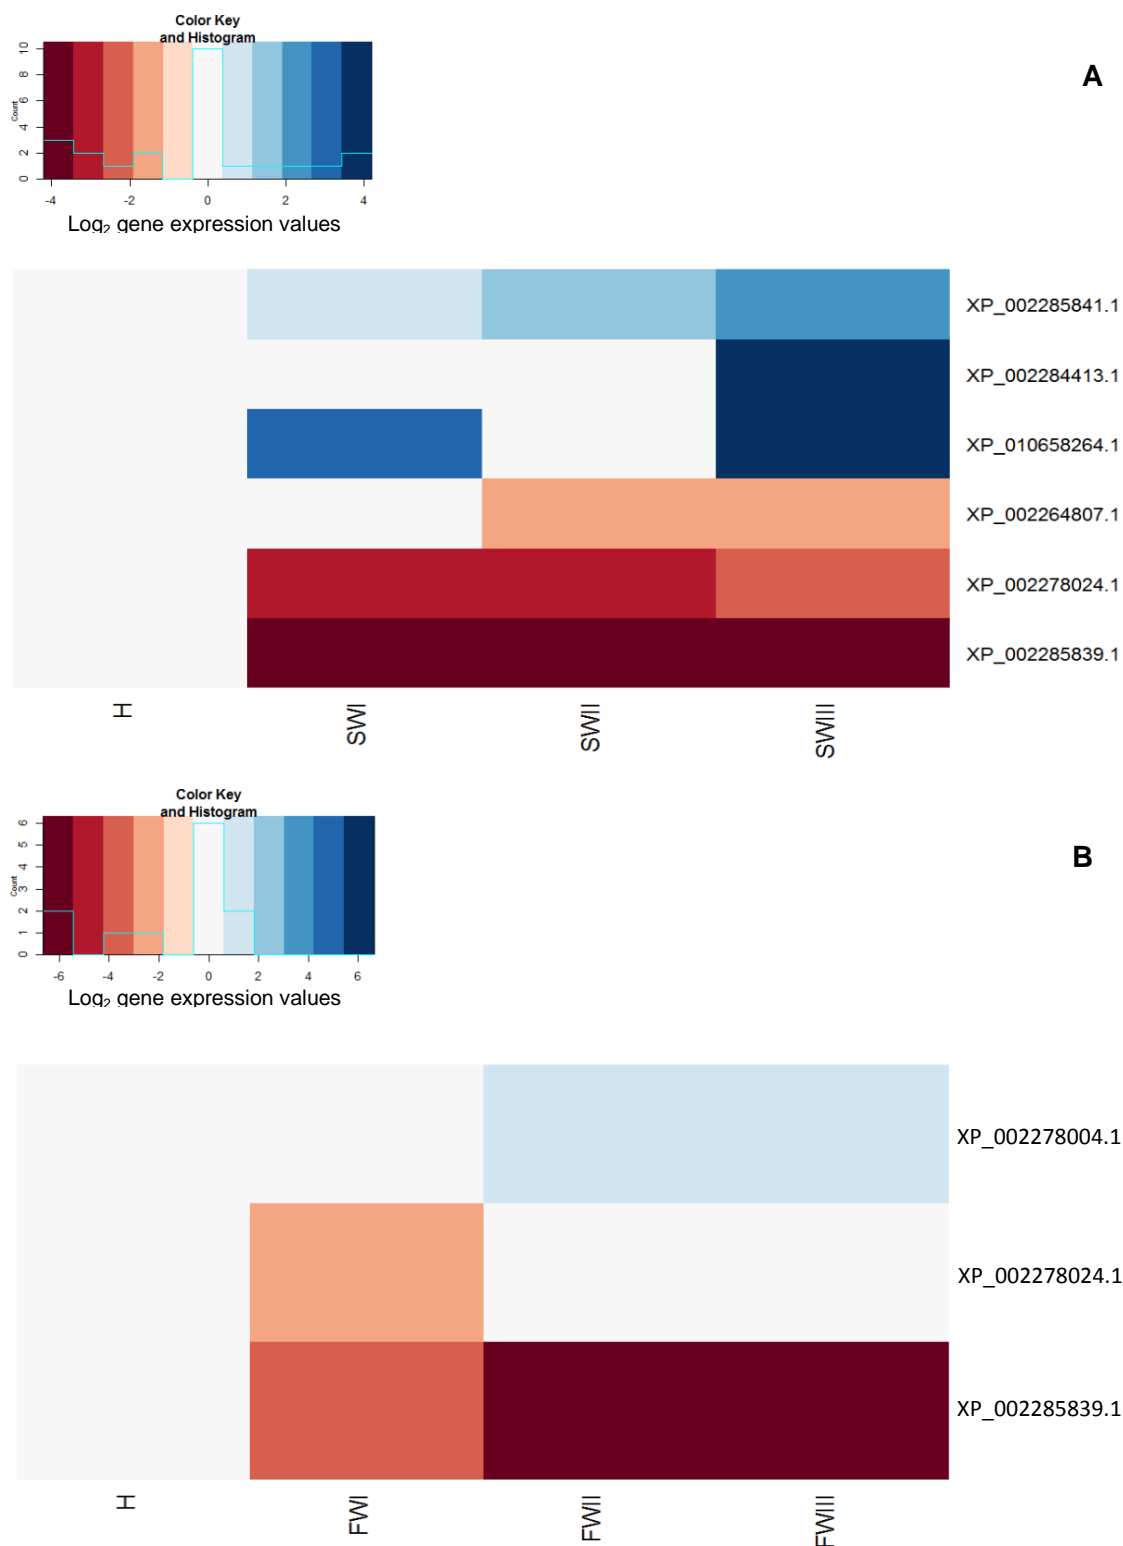 Color Key
and Histogram
A
Count
0 2 4 6 8 10
-4 -2 0 2 4
Log2 gene expression values
XP_002285841.1
XP_002284413.1
XP_010658264.1
XP_002264807.1
XP_002278024.1
XP_002285839.1
H SWI SWII SWIII
Color Key
and Histogram
B
Count
0 1 2 3 4 5 6
-6 -4 -2 0 2 4 6
Log2 gene expression values
XP_002278004.1
XP_002278024.1
XP_002285839.1
H FWI FWII FWIII